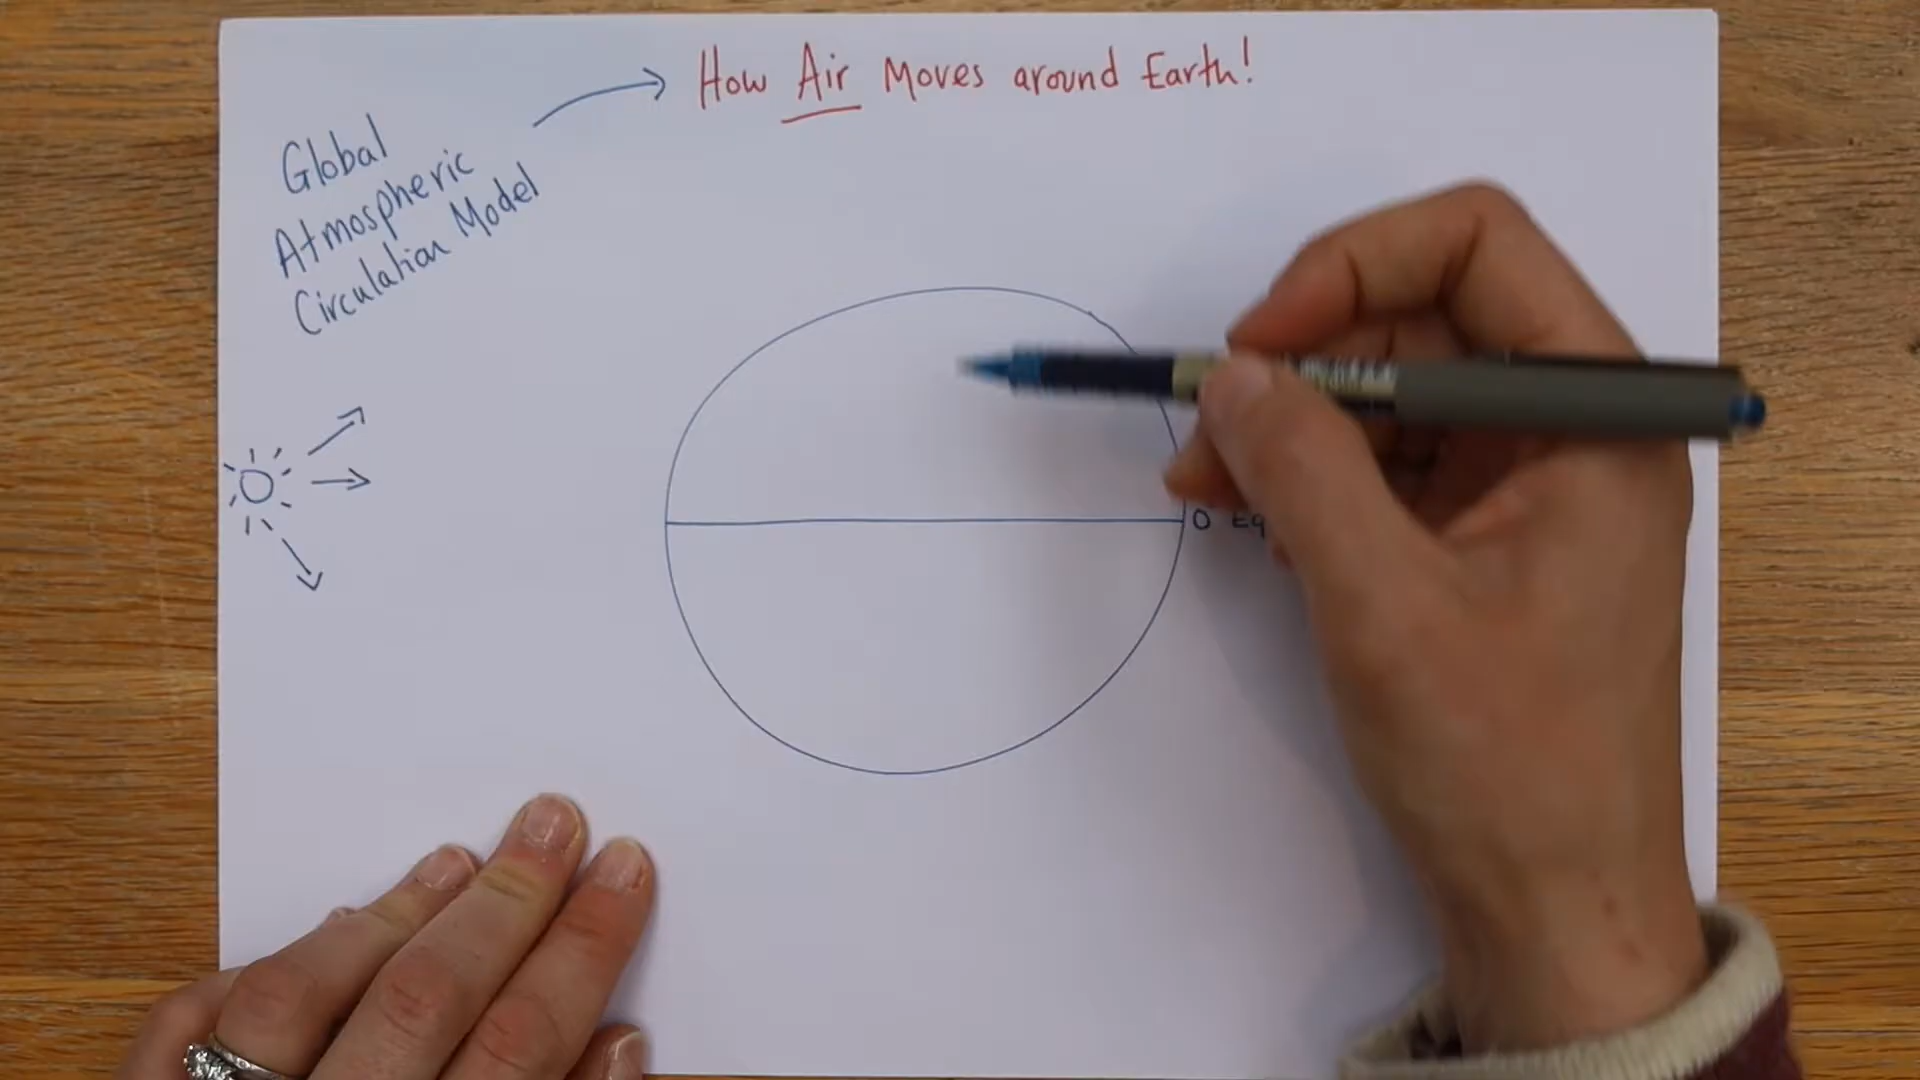 How Air Moves around Earth!
Global
Atmospheric
Circulation Model
0